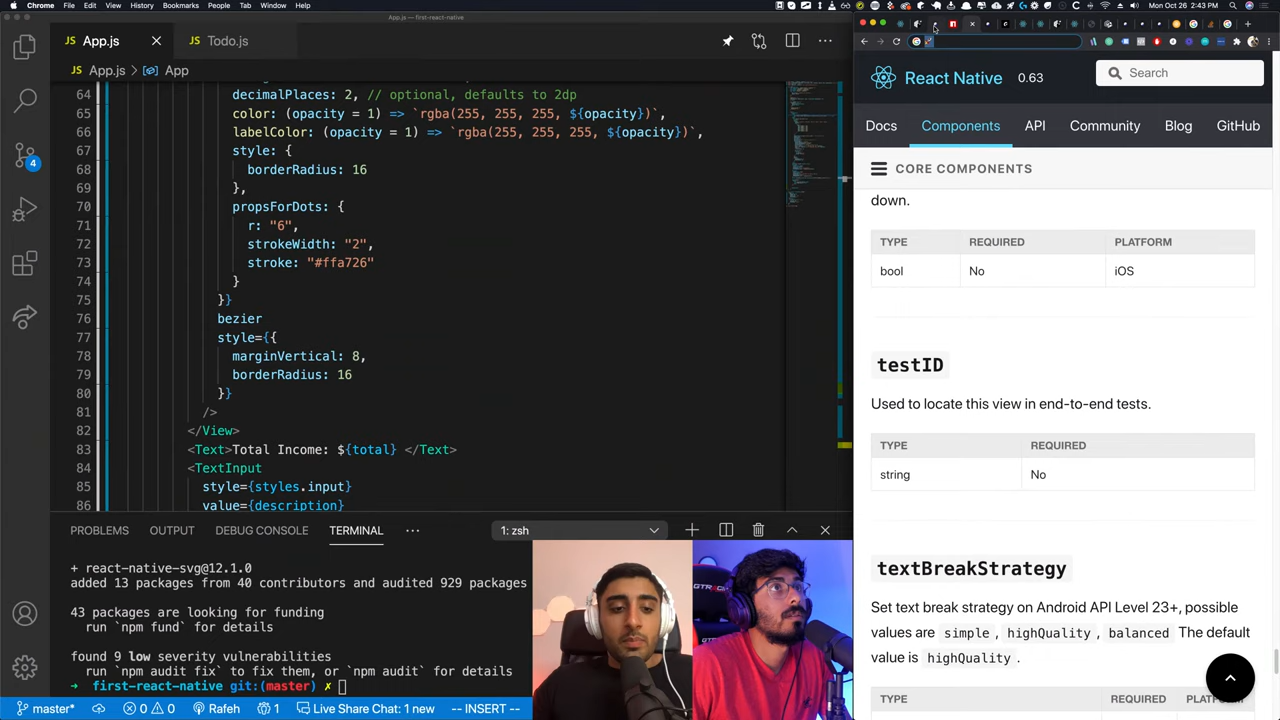 Chrome File Edit View History Bookmarks People Tab Window Help
Mon Oct 26 2:43 PM
App.js — first-react-native
App.js
Todo.js
App.js > App
64 decimalPlaces: 2, // optional, defaults to 2dp
65 color: (opacity = 1) => `rgba(255, 255, 255, ${opacity})`,
66 labelColor: (opacity = 1) => `rgba(255, 255, 255, ${opacity})`,
67 style: {
68 borderRadius: 16
69 },
70 propsForDots: {
71 r: "6",
72 strokeWidth: "2",
73 stroke: "#ffa726"
74 }
75 }}
76 bezier
77 style={{
78 marginVertical: 8,
79 borderRadius: 16
80 }}
81 />
82 </View>
83 <Text>Total Income: ${total} </Text>
84 <TextInput
85 style={styles.input}
86 value={description}
4
PROBLEMS OUTPUT DEBUG CONSOLE TERMINAL ··· 1: zsh
+ react-native-svg@12.1.0
added 13 packages from 40 contributors and audited 929 packages
43 packages are looking for funding
run `npm fund` for details
found 9 low severity vulnerabilities
run `npm audit fix` to fix them, or `npm audit` for details
➜ first-react-native git:(master) ✗
master* 0 0 Rafeh 1 Live Share Chat: 1 new -- INSERT --
React Native 0.63 Search
Docs Components API Community Blog GitHub
CORE COMPONENTS
down.
TYPE REQUIRED PLATFORM
bool No iOS
testID
Used to locate this view in end-to-end tests.
TYPE REQUIRED
string No
textBreakStrategy
Set text break strategy on Android API Level 23+, possible
values are simple, highQuality, balanced The default
value is highQuality.
TYPE REQUIRED